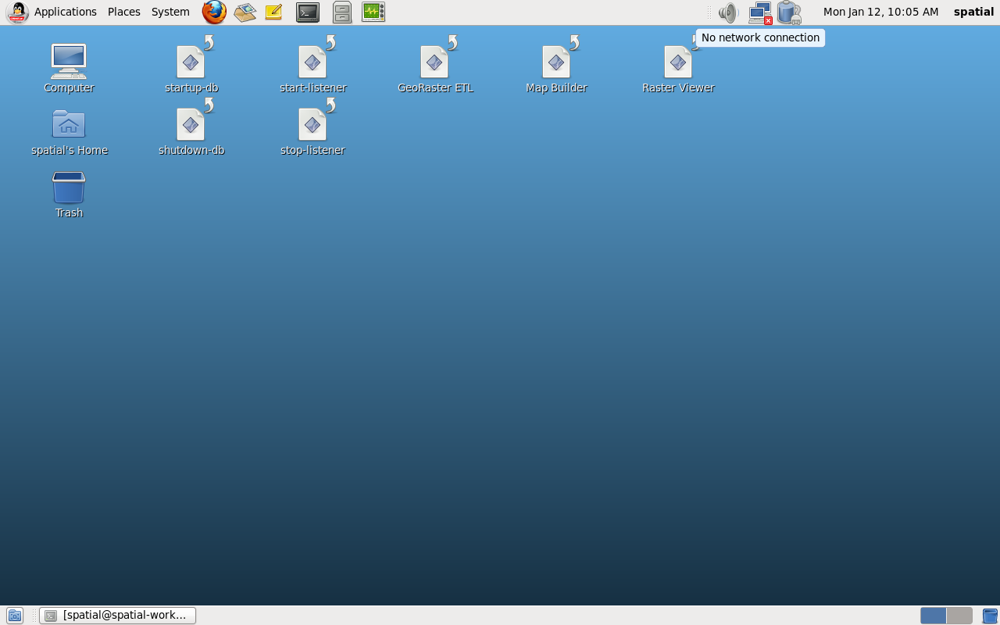 Applications Places System
Mon Jan 12, 10:05 AM spatial
No network connection
Computer
startup-db
start-listener
GeoRaster ETL
Map Builder
Raster Viewer
spatial's Home
shutdown-db
stop-listener
Trash
[spatial@spatial-work...